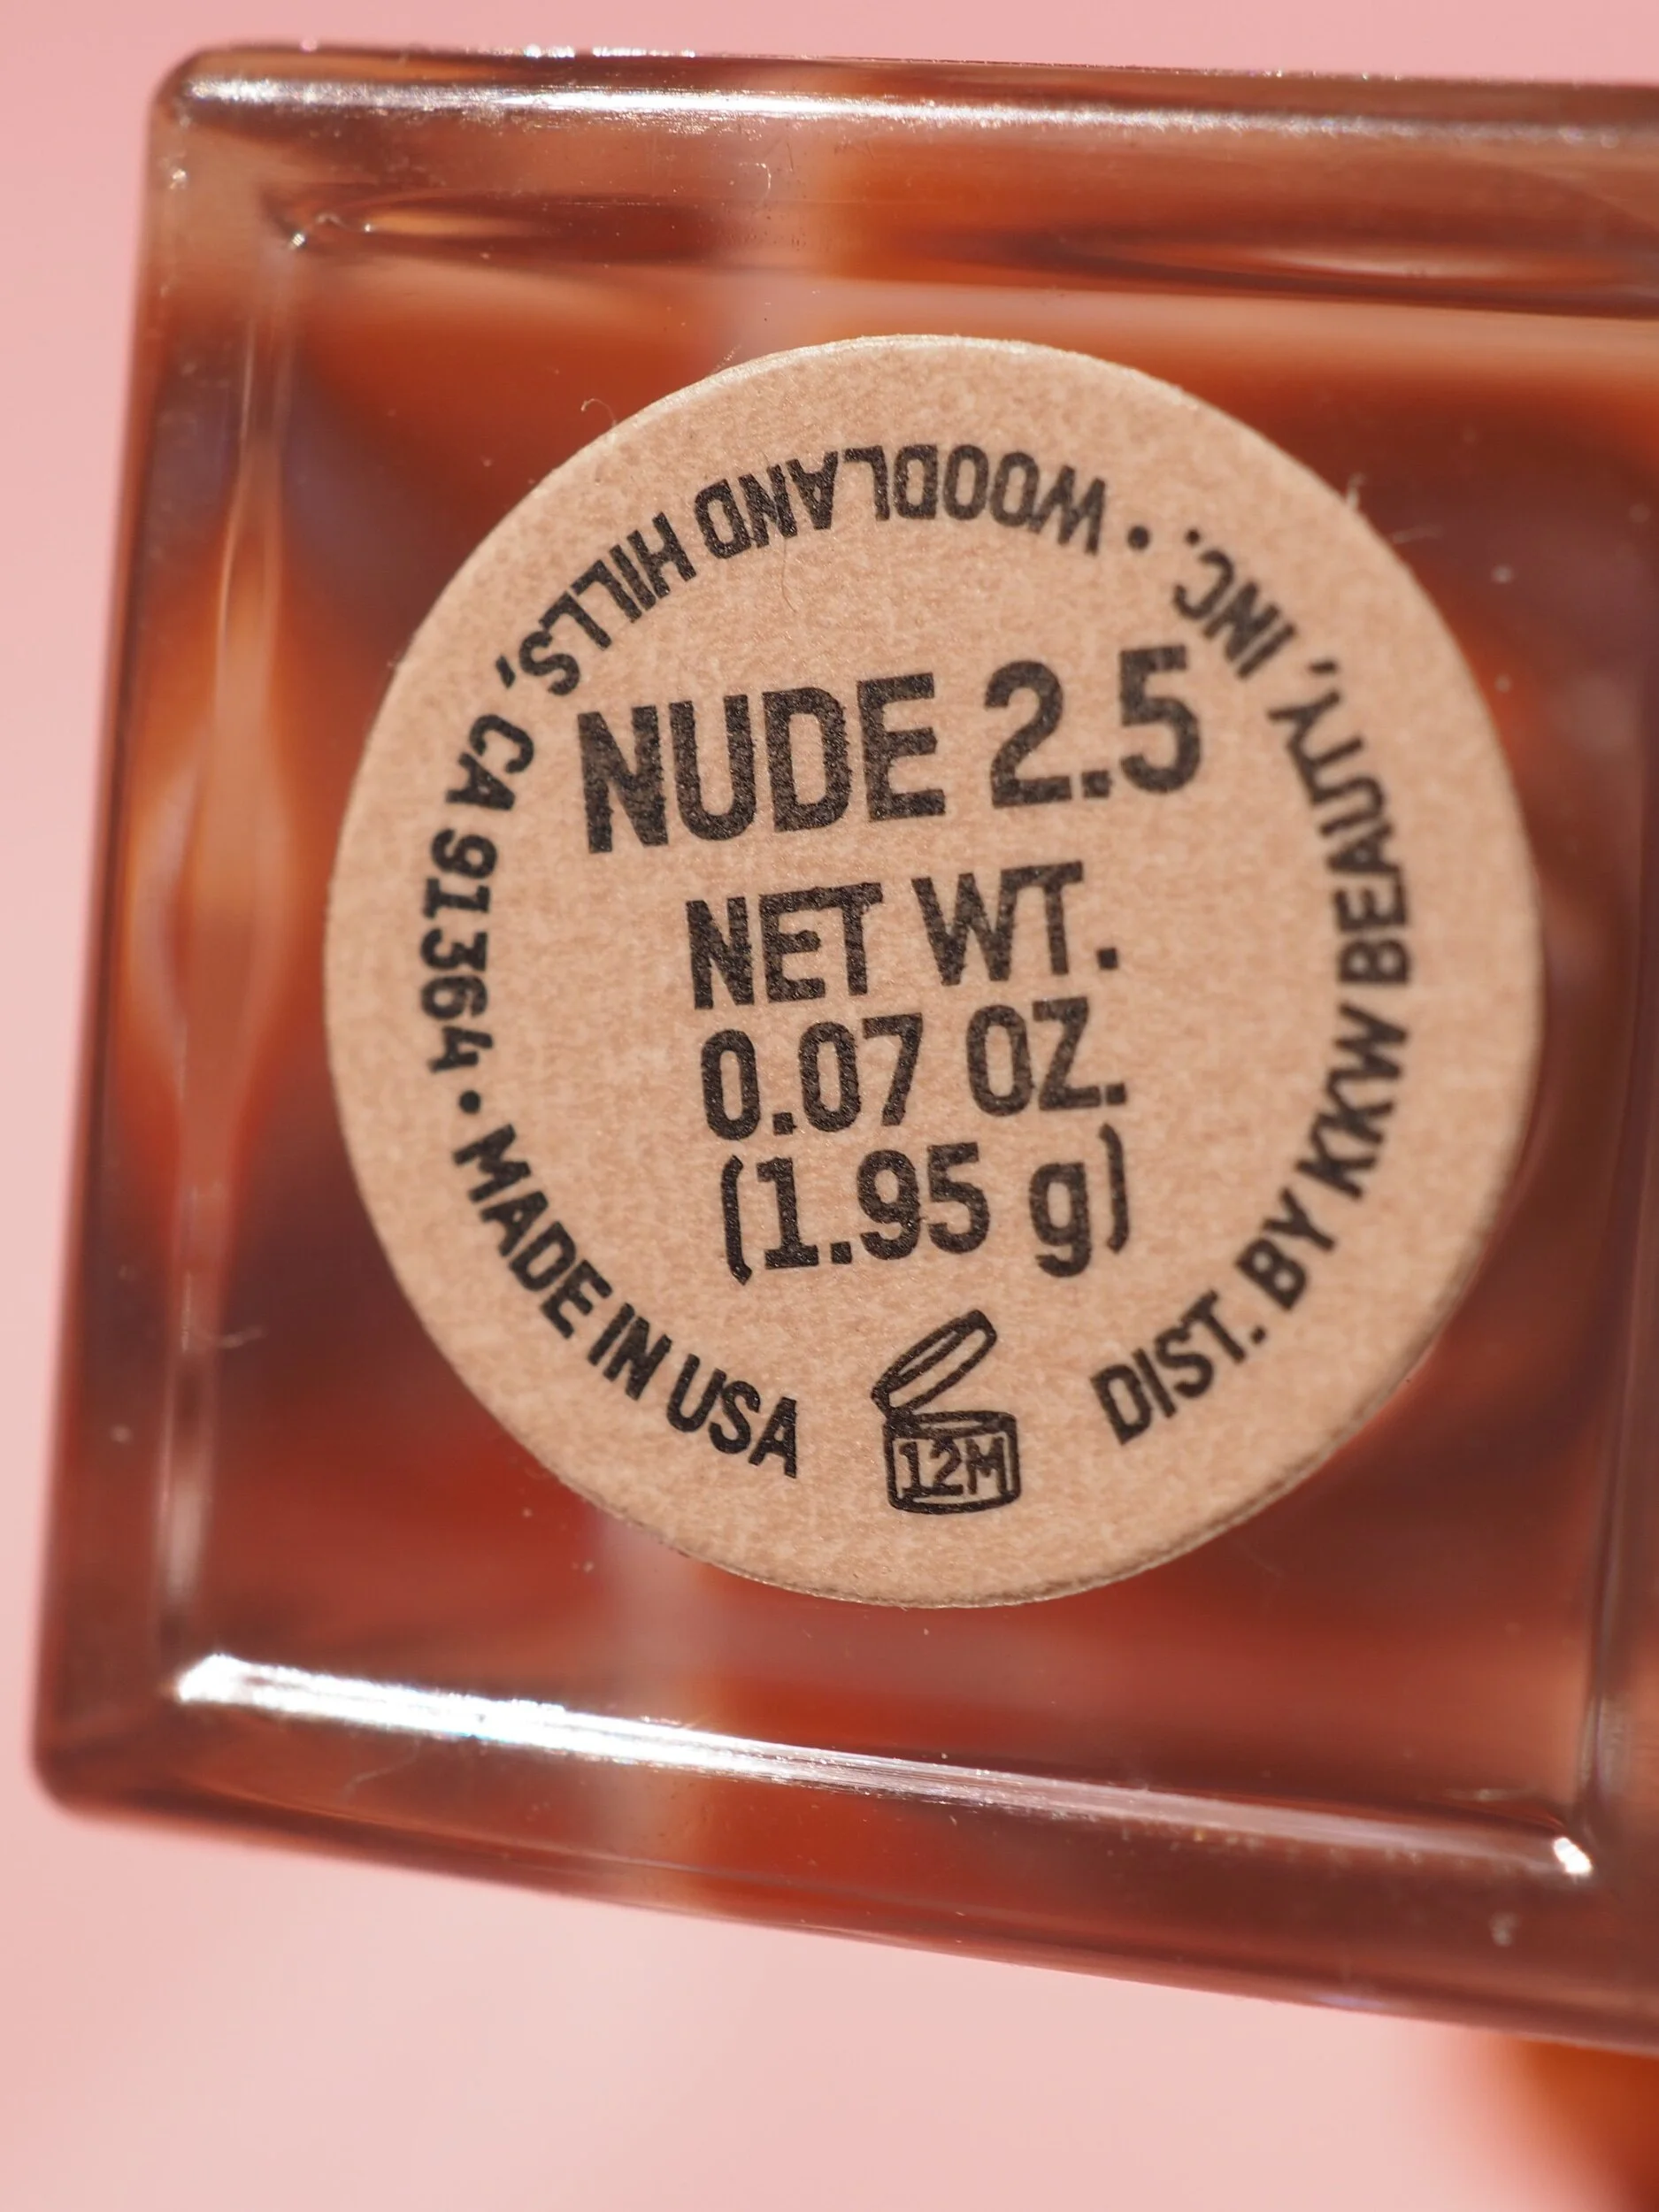 NUDE 2.5
NET WT.
0.07 OZ.
(1.95 g)
12M
DIST. BY KKW BEAUTY, INC. • WOODLAND HILLS, CA 91364 • MADE IN USA